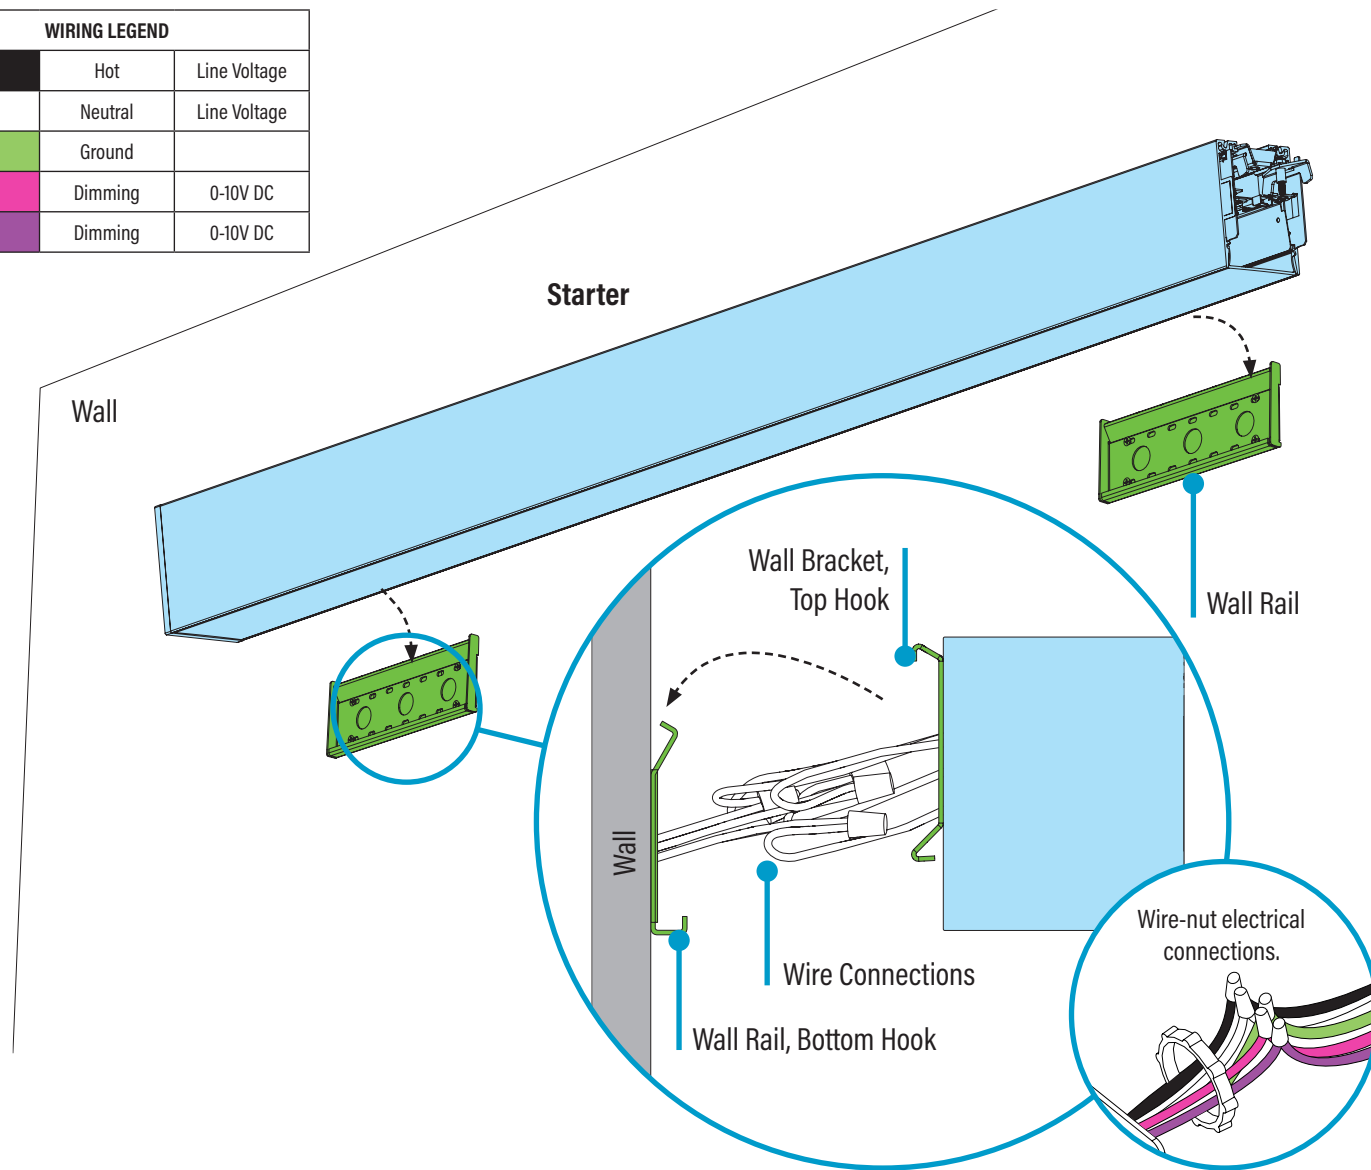 WIRING LEGEND
Hot Line Voltage
Neutral Line Voltage
Ground
Dimming 0-10V DC
Dimming 0-10V DC
Starter
Wall
Wall Bracket,
Top Hook
Wall Rail
Wall
Wire-nut electrical
connections.
Wire Connections
Wall Rail, Bottom Hook